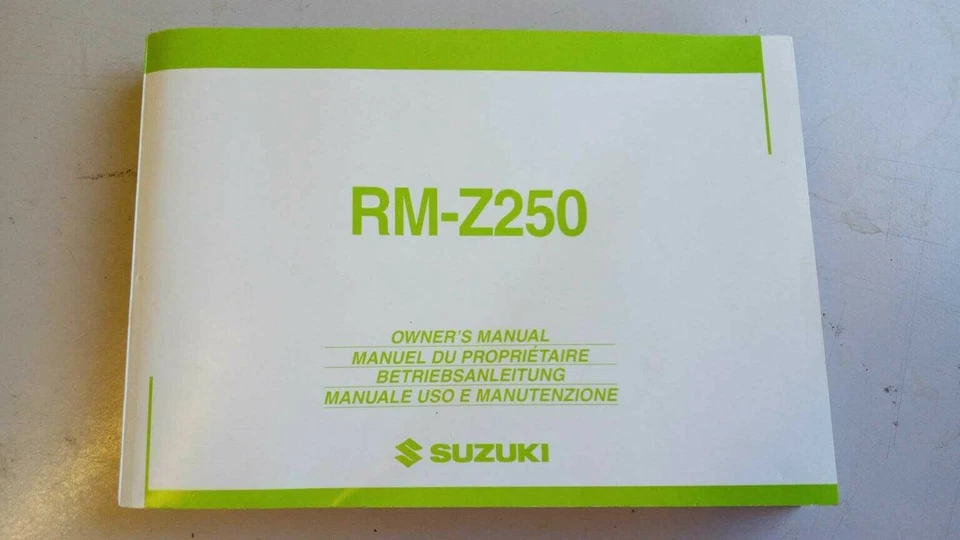 RM-Z250
OWNER'S MANUAL
MANUEL DU PROPRIÉTAIRE
BETRIEBSANLEITUNG
MANUALE USO E MANUTENZIONE
SUZUKI